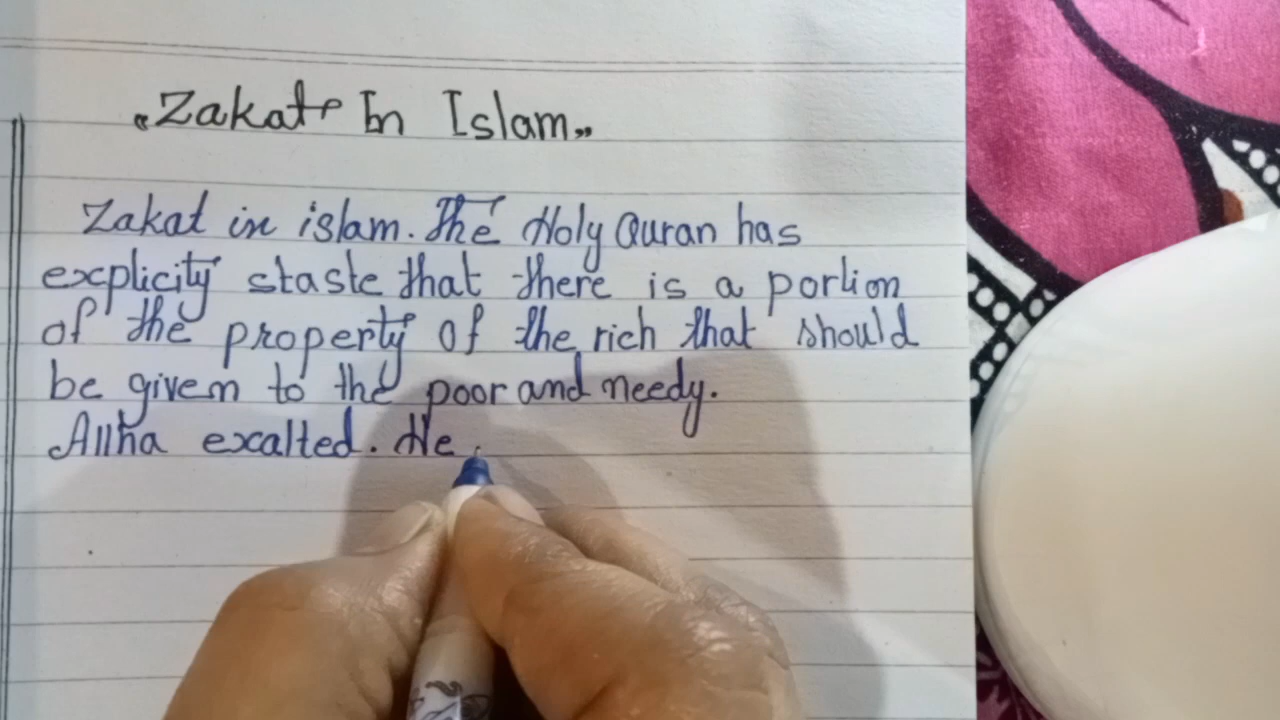 "Zakat In Islam"
Zakat in islam. The Holy Quran has
explicity staste that there is a portion
of the property of the rich that should
be given to the poor and needy.
Allha exalted. He